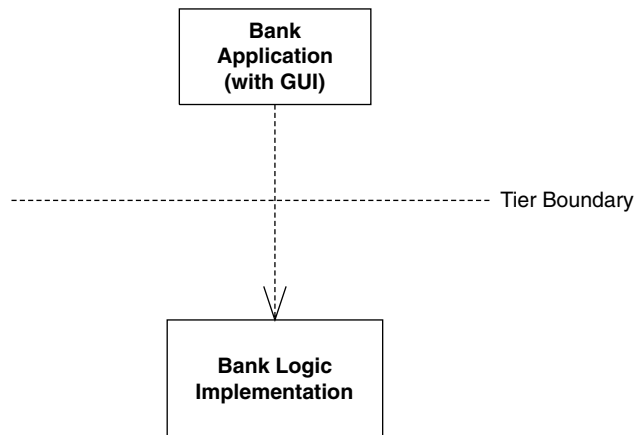 Bank
Application
(with GUI)
Tier Boundary
Bank Logic
Implementation